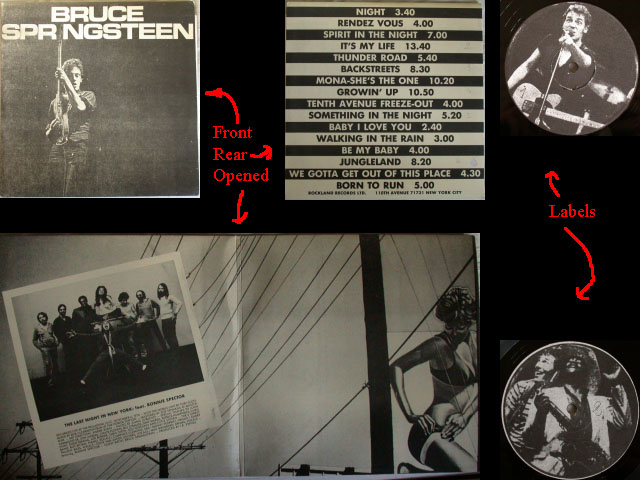 BRUCE
SPRINGSTEEN
NIGHT 3.40
RENDEZ VOUS 4.00
SPIRIT IN THE NIGHT 7.00
IT'S MY LIFE 13.40
THUNDER ROAD 5.40
BACKSTREETS 8.30
MONA-SHE'S THE ONE 10.20
GROWIN' UP 10.50
TENTH AVENUE FREEZE-OUT 4.00
SOMETHING IN THE NIGHT 5.20
BABY I LOVE YOU 2.40
WALKING IN THE RAIN 3.00
BE MY BABY 4.00
JUNGLELAND 8.20
WE GOTTA GET OUT OF THIS PLACE 4.30
BORN TO RUN 5.00
ROCKLAND RECORDS LTD. 118TH AVENUE 71731 NEW YORK CITY
Front
Rear
Opened
Labels
THE LAST NIGHT IN NEW YORK: feat. RONNIE SPECTOR